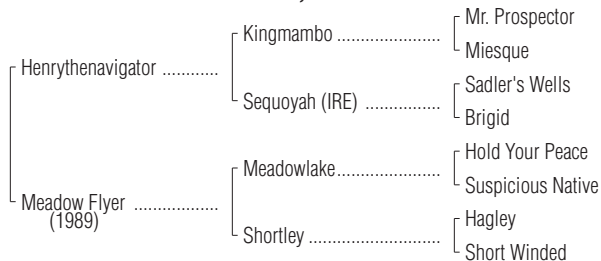 Mr. Prospector
Kingmambo ....................
Miesque
Henrythenavigator ...........
Sadler's Wells
Sequoyah (IRE) ...............
Brigid
Hold Your Peace
Meadowlake....................
Suspicious Native
Meadow Flyer ................
(1989)
Hagley
Shortley .........................
Short Winded